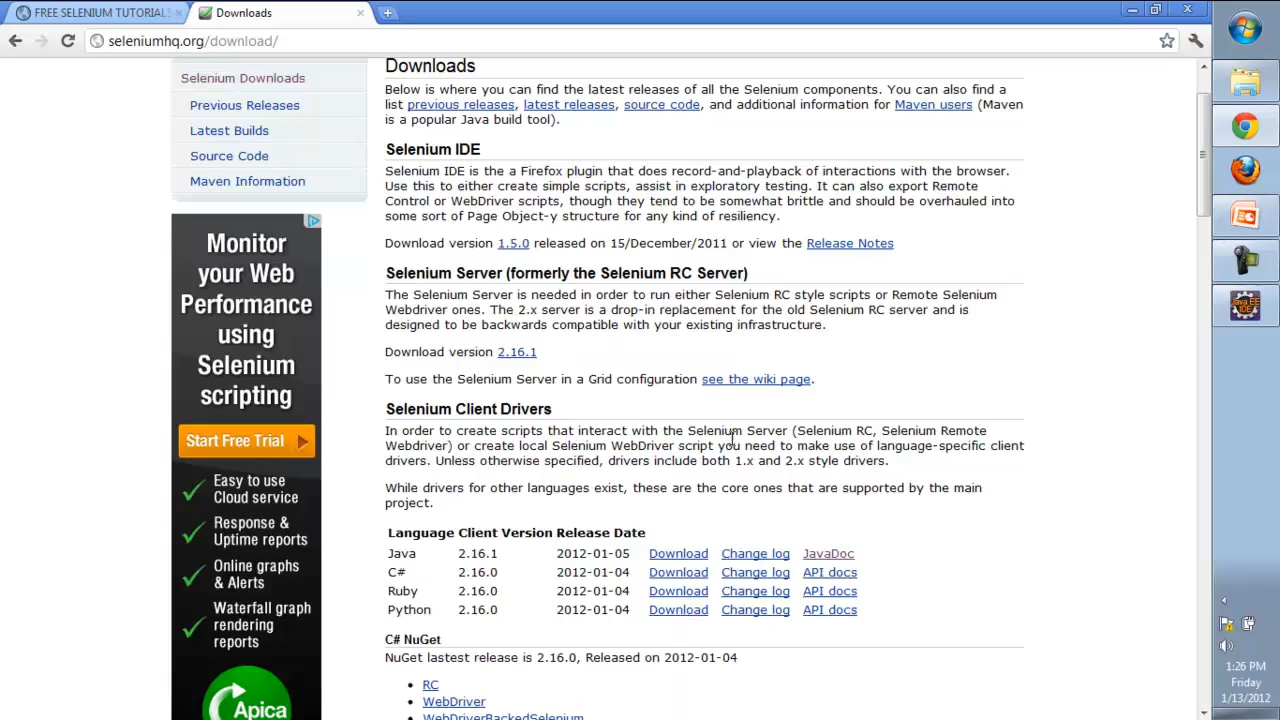 FREE SELENIUM TUTORIALS
Downloads
seleniumhq.org/download/
Selenium Downloads
Previous Releases
Latest Builds
Source Code
Maven Information
Monitor
your Web
Performance
using
Selenium
scripting
Start Free Trial
Easy to use
Cloud service
Response &
Uptime reports
Online graphs
& Alerts
Waterfall graph
rendering
reports
Apica
Downloads
Below is where you can find the latest releases of all the Selenium components. You can also find a
list previous releases, latest releases, source code, and additional information for Maven users (Maven
is a popular Java build tool).
Selenium IDE
Selenium IDE is the a Firefox plugin that does record-and-playback of interactions with the browser.
Use this to either create simple scripts, assist in exploratory testing. It can also export Remote
Control or WebDriver scripts, though they tend to be somewhat brittle and should be overhauled into
some sort of Page Object-y structure for any kind of resiliency.
Download version 1.5.0 released on 15/December/2011 or view the Release Notes
Selenium Server (formerly the Selenium RC Server)
The Selenium Server is needed in order to run either Selenium RC style scripts or Remote Selenium
Webdriver ones. The 2.x server is a drop-in replacement for the old Selenium RC server and is
designed to be backwards compatible with your existing infrastructure.
Download version 2.16.1
To use the Selenium Server in a Grid configuration see the wiki page.
Selenium Client Drivers
In order to create scripts that interact with the Selenium Server (Selenium RC, Selenium Remote
Webdriver) or create local Selenium WebDriver script you need to make use of language-specific client
drivers. Unless otherwise specified, drivers include both 1.x and 2.x style drivers.
While drivers for other languages exist, these are the core ones that are supported by the main
project.
Language Client Version Release Date
Java 2.16.1 2012-01-05 Download Change log JavaDoc
C# 2.16.0 2012-01-04 Download Change log API docs
Ruby 2.16.0 2012-01-04 Download Change log API docs
Python 2.16.0 2012-01-04 Download Change log API docs
C# NuGet
NuGet lastest release is 2.16.0, Released on 2012-01-04
RC
WebDriver
WebDriverBackedSelenium
Java EE
IDE
1:26 PM
Friday
1/13/2012